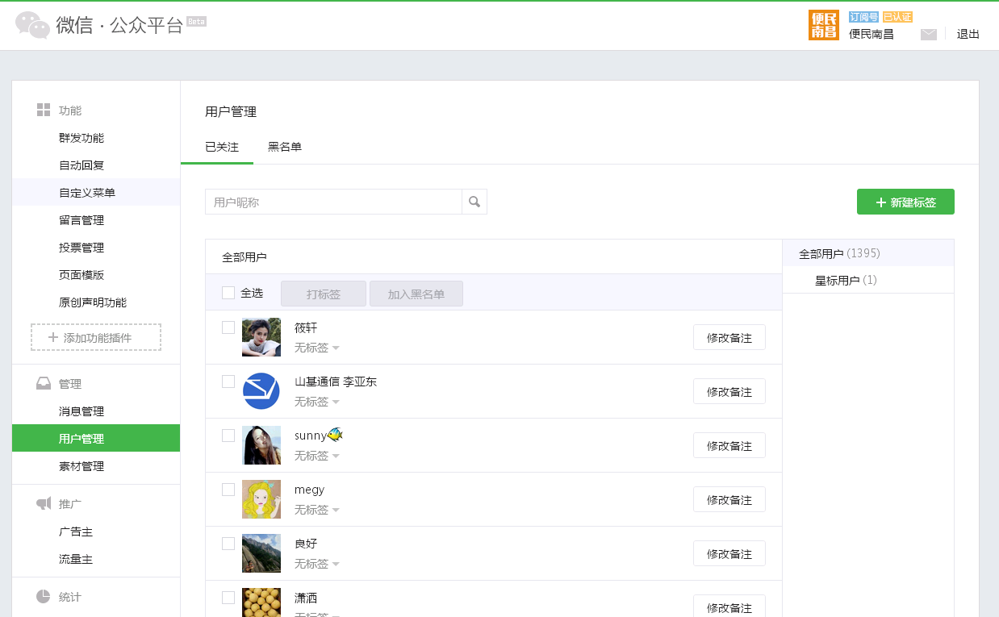 微信 · 公众平台 Beta
便民南昌
订阅号 已认证
便民南昌
退出
功能
群发功能
自动回复
自定义菜单
留言管理
投票管理
页面模版
原创声明功能
添加功能插件
管理
消息管理
用户管理
素材管理
推广
广告主
流量主
统计
用户管理
已关注 黑名单
用户昵称
新建标签
全部用户
全选 打标签 加入黑名单
筱轩
无标签
修改备注
山基通信 李亚东
无标签
修改备注
sunny🐠
无标签
修改备注
megy
无标签
修改备注
良好
无标签
修改备注
潇洒
无标签
修改备注
全部用户 (1395)
星标用户 (1)